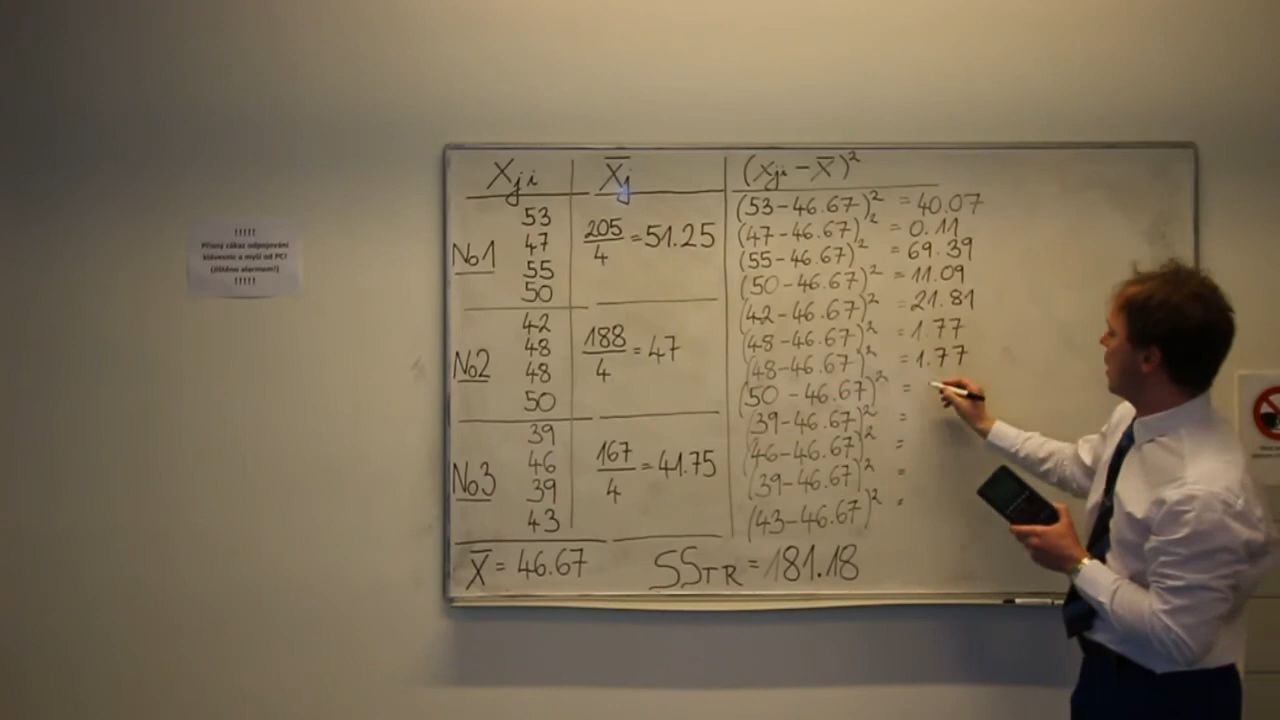 !!!!!
Přísný zákaz odpojování
klávesnic a myší od PC!
(Jištěno alarmem!)
!!!!!
Xji X̄j (xji − x̄)²
No1
53
47
55
50
205/4 = 51.25
(53−46.67)² = 40.07
(47−46.67)² = 0.11
(55−46.67)² = 69.39
(50−46.67)² = 11.09
No2
42
48
48
50
188/4 = 47
(42−46.67)² = 21.81
(48−46.67)² = 1.77
(48−46.67)² = 1.77
(50−46.67)² =
No3
39
46
39
43
167/4 = 41.75
(39−46.67)² =
(46−46.67)² =
(39−46.67)² =
(43−46.67)² =
X̄ = 46.67 SSTR = 181.18